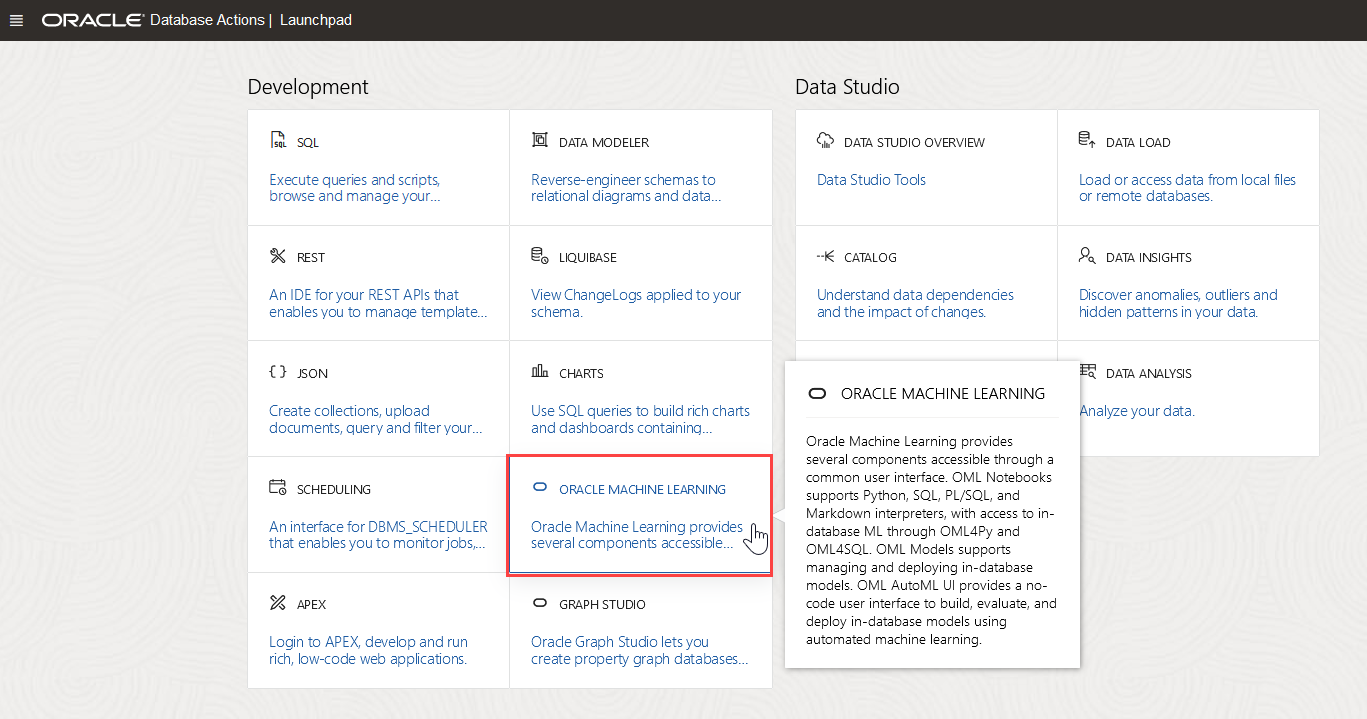 ORACLE Database Actions | Launchpad
Development
SQL
Execute queries and scripts,
browse and manage your...
DATA MODELER
Reverse-engineer schemas to
relational diagrams and data...
REST
An IDE for your REST APIs that
enables you to manage template...
LIQUIBASE
View ChangeLogs applied to your
schema.
JSON
Create collections, upload
documents, query and filter your...
CHARTS
Use SQL queries to build rich charts
and dashboards containing...
SCHEDULING
An interface for DBMS_SCHEDULER
that enables you to monitor jobs,...
ORACLE MACHINE LEARNING
Oracle Machine Learning provides
several components accessible...
APEX
Login to APEX, develop and run
rich, low-code web applications.
GRAPH STUDIO
Oracle Graph Studio lets you
create property graph databases...
Data Studio
DATA STUDIO OVERVIEW
Data Studio Tools
DATA LOAD
Load or access data from local files
or remote databases.
CATALOG
Understand data dependencies
and the impact of changes.
DATA INSIGHTS
Discover anomalies, outliers and
hidden patterns in your data.
DATA ANALYSIS
Analyze your data.
ORACLE MACHINE LEARNING
Oracle Machine Learning provides
several components accessible through a
common user interface. OML Notebooks
supports Python, SQL, PL/SQL, and
Markdown interpreters, with access to in-
database ML through OML4Py and
OML4SQL. OML Models supports
managing and deploying in-database
models. OML AutoML UI provides a no-
code user interface to build, evaluate, and
deploy in-database models using
automated machine learning.